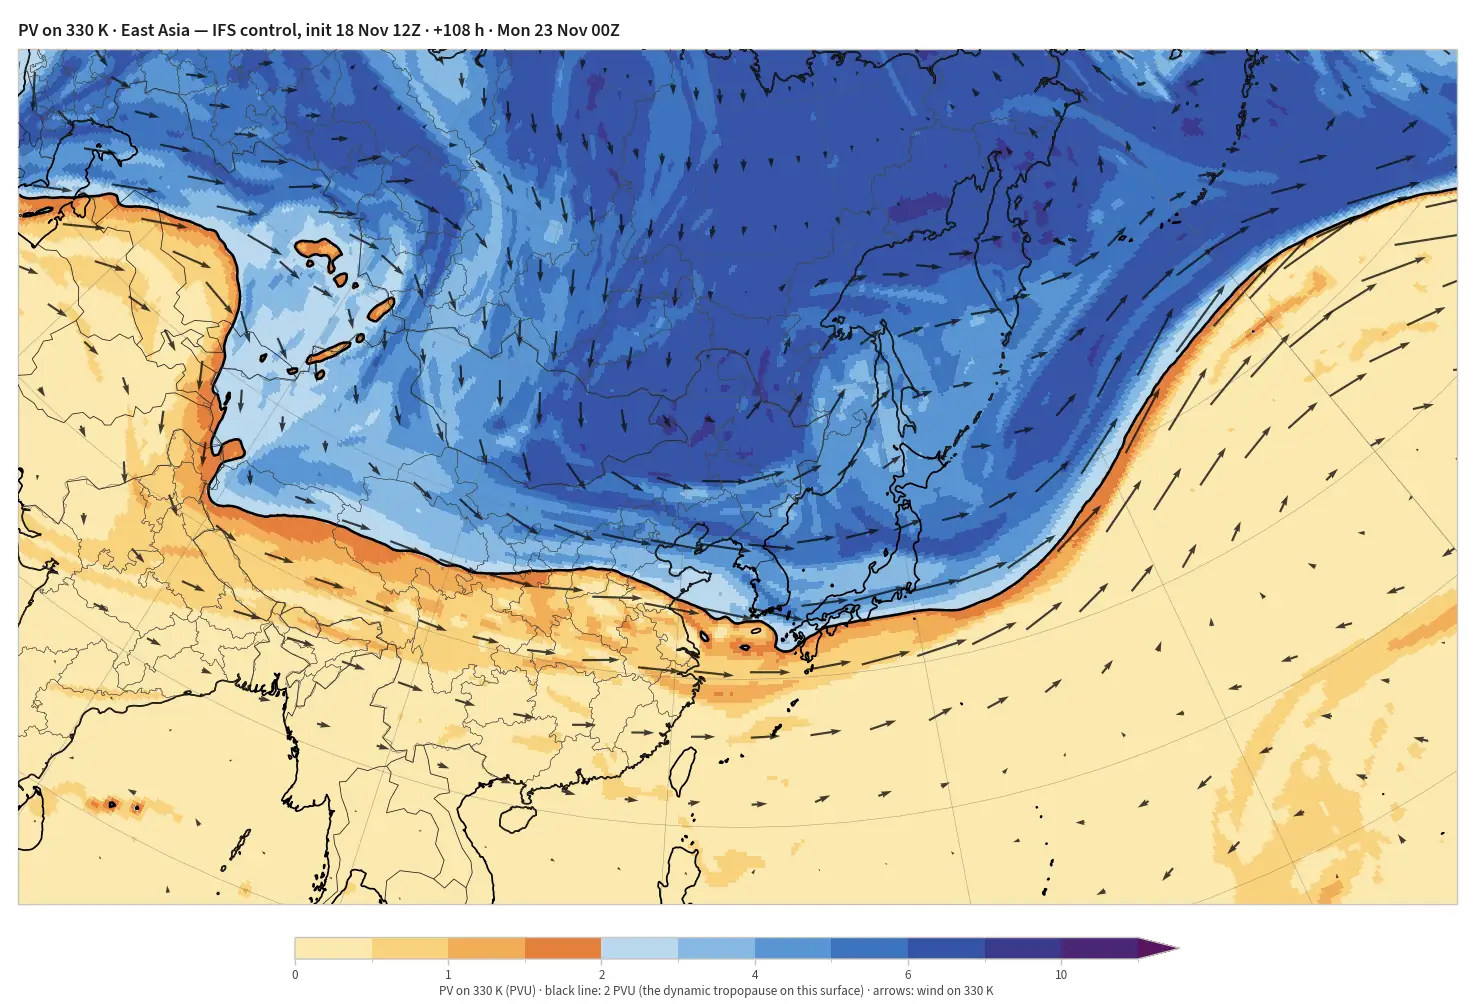 PV on 330 K · East Asia — IFS control, init 18 Nov 12Z · +108 h · Mon 23 Nov 00Z
0 1 2 4 6 10
PV on 330 K (PVU) · black line: 2 PVU (the dynamic tropopause on this surface) · arrows: wind on 330 K